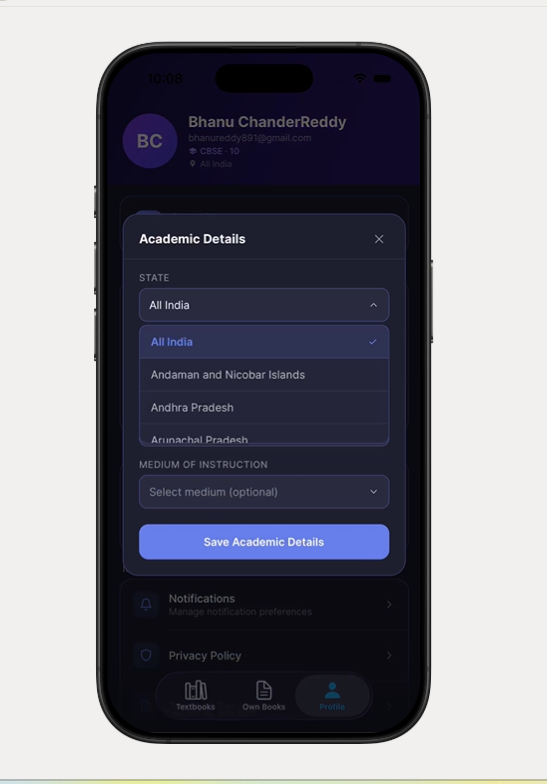 10:08
Bhanu ChanderReddy
BC
bhanureddy891@gmail.com
CBSE · 10
All India
Academic Details
STATE
All India
All India
Andaman and Nicobar Islands
Andhra Pradesh
Arunachal Pradesh
MEDIUM OF INSTRUCTION
Select medium (optional)
Save Academic Details
Notifications
Manage notification preferences
Privacy Policy
Textbooks
Own Books
Profile